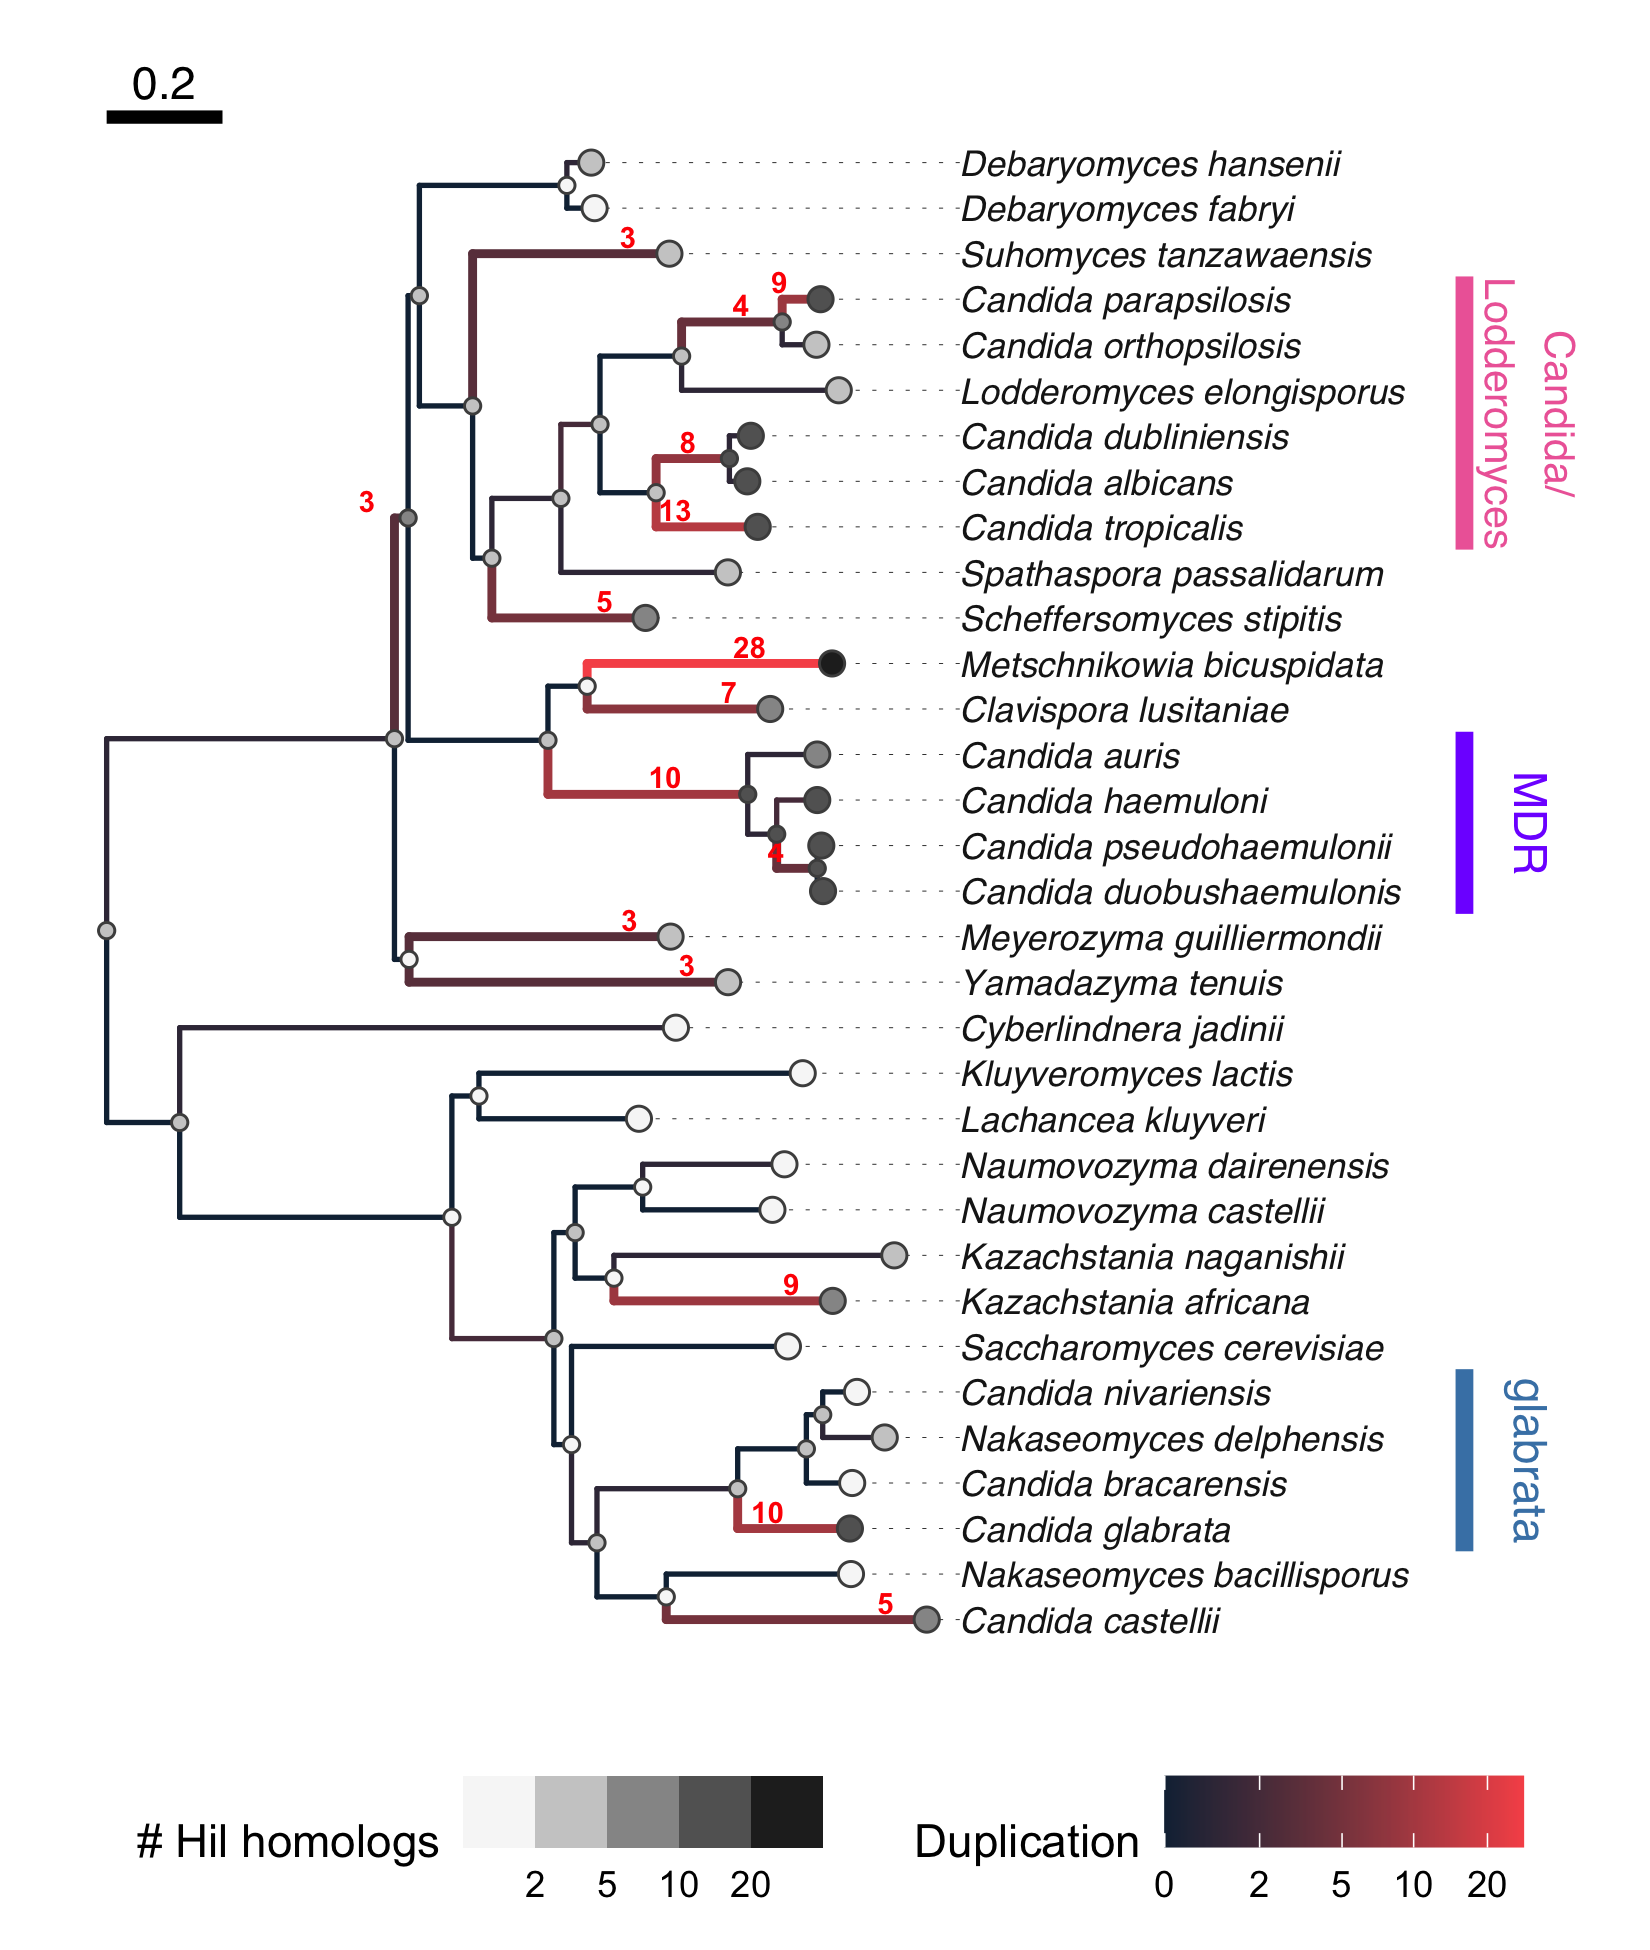 0.2
Debaryomyces hansenii
Debaryomyces fabryi
3
Suhomyces tanzawaensis
9
Candida parapsilosis
4
Candida orthopsilosis
Lodderomyces elongisporus
Candida dubliniensis
8
Candida albicans
13
Candida tropicalis
Spathaspora passalidarum
5
Scheffersomyces stipitis
3
28
Metschnikowia bicuspidata
7
Clavispora lusitaniae
Candida auris
10
Candida haemuloni
4
Candida pseudohaemulonii
Candida duobushaemulonis
3
Meyerozyma guilliermondii
3
Yamadazyma tenuis
Cyberlindnera jadinii
Kluyveromyces lactis
Lachancea kluyveri
Naumovozyma dairenensis
Naumovozyma castellii
Kazachstania naganishii
9
Kazachstania africana
Saccharomyces cerevisiae
Candida nivariensis
Nakaseomyces delphensis
Candida bracarensis
10
Candida glabrata
Nakaseomyces bacillisporus
5
Candida castellii
Candida/
Lodderomyces
MDR
glabrata
# Hil homologs
2 5 10 20
Duplication
0 2 5 10 20